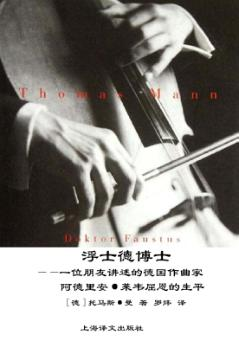 Thomas Mann
Doktor Faustus
浮士德博士
——一位朋友讲述的德国作曲家
阿德里安●莱韦屈恩的生平
[德] 托马斯·曼 著 罗炜 译
上海译文出版社